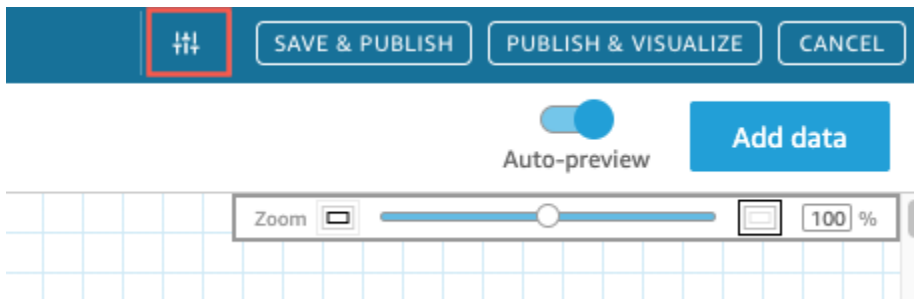 SAVE & PUBLISH PUBLISH & VISUALIZE CANCEL
Auto-preview Add data
Zoom 100 %